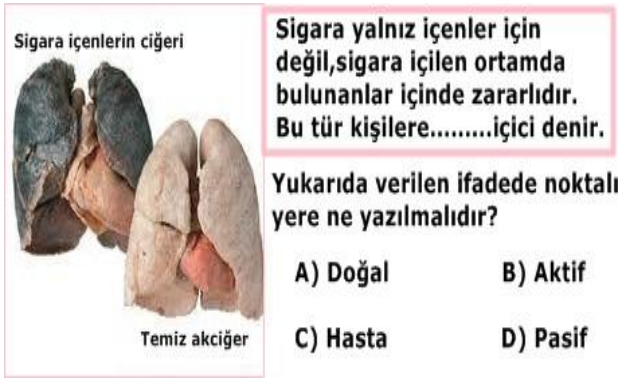 Sigara içenlerin ciğeri
Temiz akciğer
Sigara yalnız içenler için
değil,sigara içilen ortamda
bulunanlar içinde zararlıdır.
Bu tür kişilere.........içici denir.
Yukarıda verilen ifadede noktalı
yere ne yazılmalıdır?
A) Doğal B) Aktif
C) Hasta D) Pasif